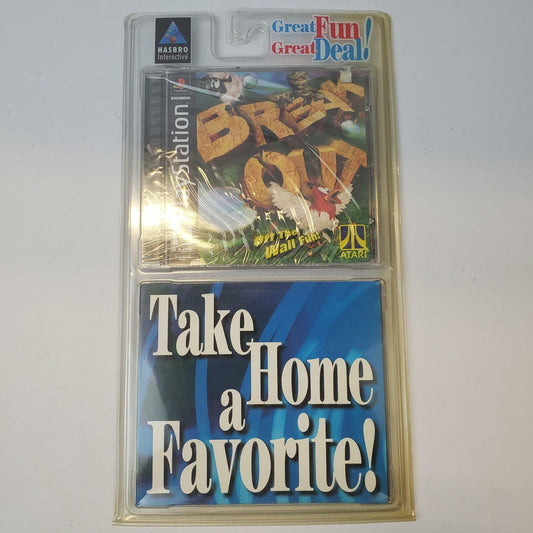 HASBRO
Interactive
Great Fun
Great Deal!
PlayStation
BREAK
OUT
Off The
Wall Fun!
ATARI
Take
Home
a
Favorite!